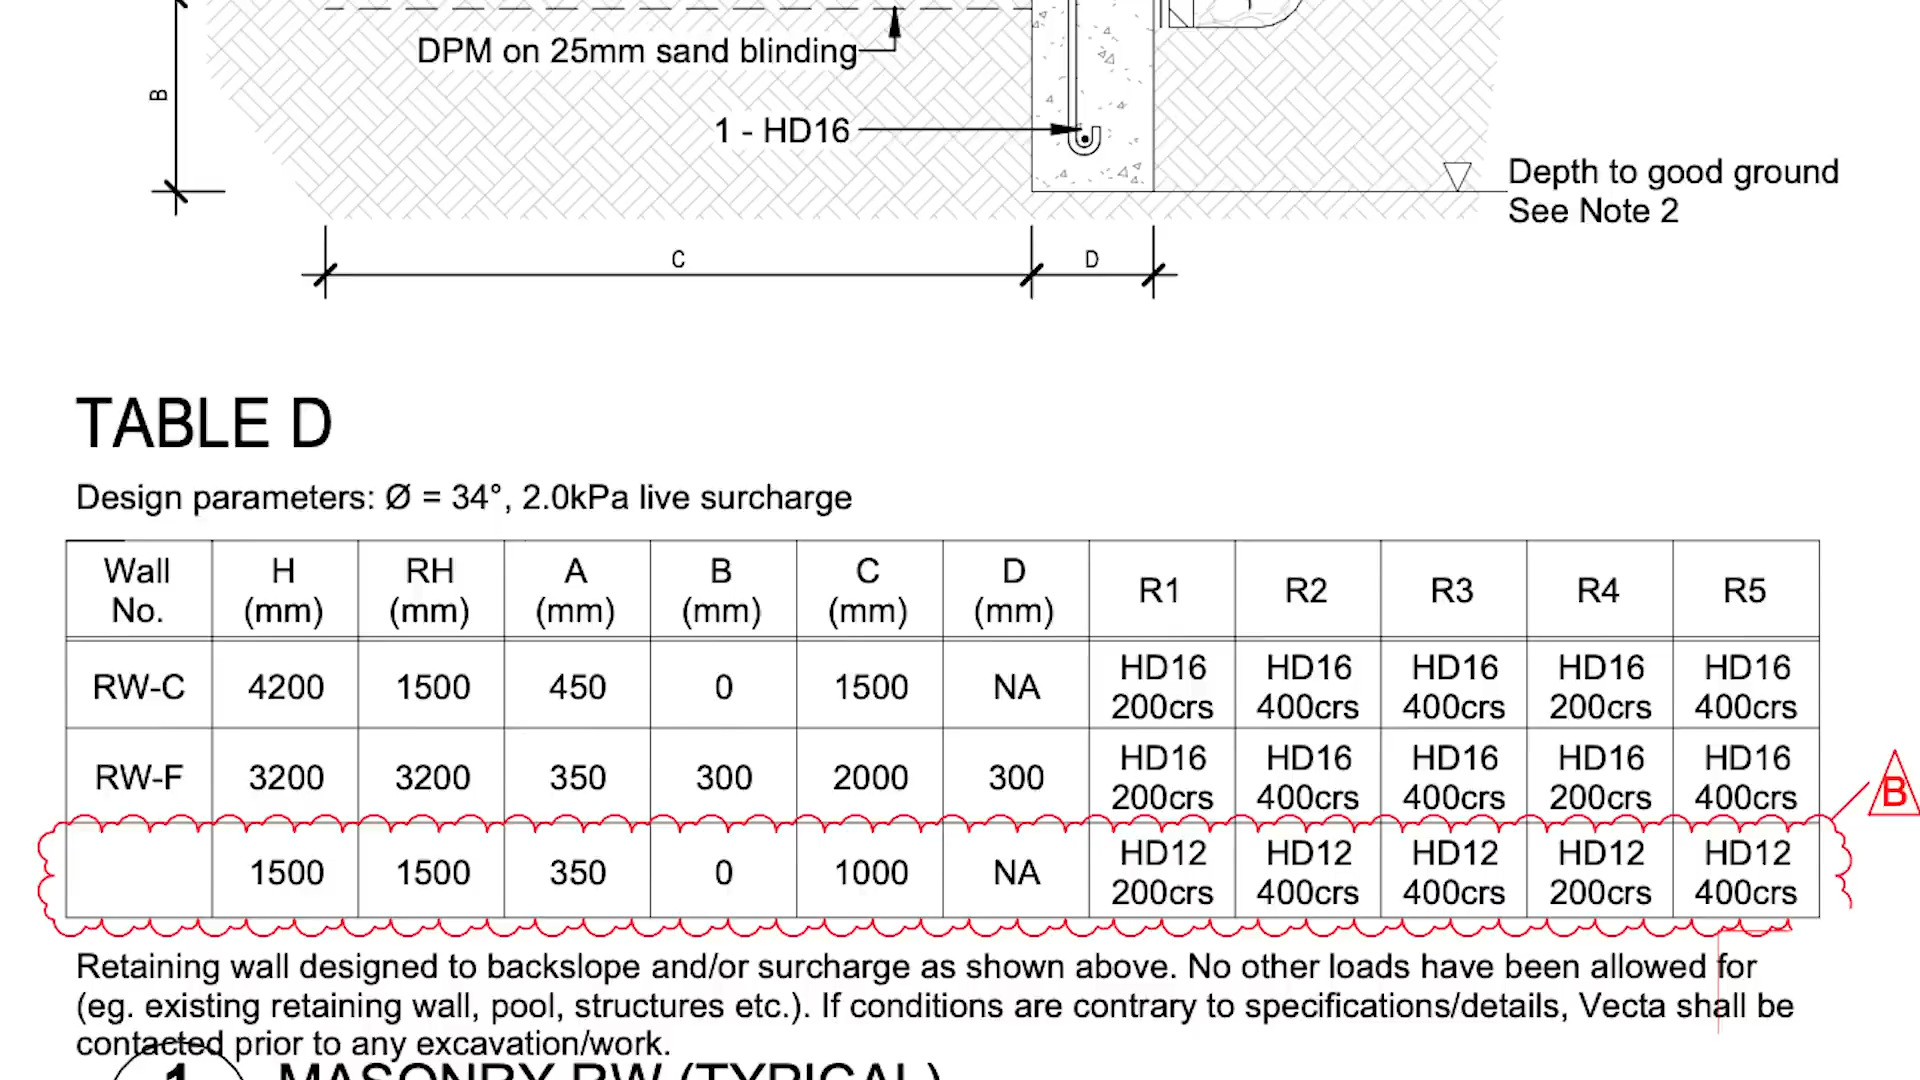 DPM on 25mm sand blinding
B
1 - HD16
Depth to good ground
See Note 2
C
D
TABLE D
Design parameters: Ø = 34°, 2.0kPa live surcharge
Wall No. H (mm) RH (mm) A (mm) B (mm) C (mm) D (mm) R1 R2 R3 R4 R5
RW-C 4200 1500 450 0 1500 NA HD16 200crs HD16 400crs HD16 400crs HD16 200crs HD16 400crs
RW-F 3200 3200 350 300 2000 300 HD16 200crs HD16 400crs HD16 400crs HD16 200crs HD16 400crs
B
1500 1500 350 0 1000 NA HD12 200crs HD12 400crs HD12 400crs HD12 200crs HD12 400crs
Retaining wall designed to backslope and/or surcharge as shown above. No other loads have been allowed for
(eg. existing retaining wall, pool, structures etc.). If conditions are contrary to specifications/details, Vecta shall be
contacted prior to any excavation/work.
1 MASONRY RW (TYPICAL)